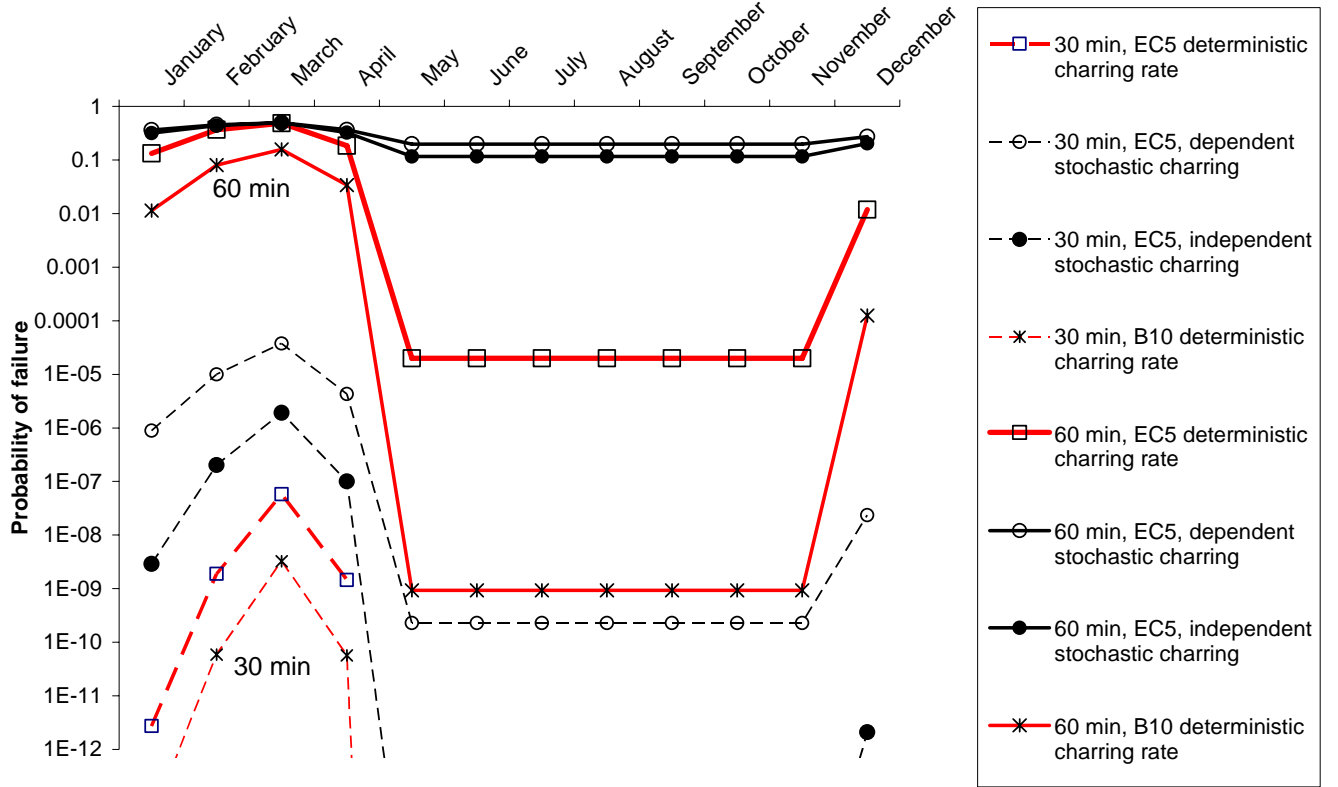 January
February
March
April
May
June
July
August
September
October
November
December
Probability of failure
1
0.1
0.01
0.001
0.0001
1E-05
1E-06
1E-07
1E-08
1E-09
1E-10
1E-11
1E-12
60 min
30 min
30 min, EC5 deterministic
charring rate
30 min, EC5, dependent
stochastic charring
30 min, EC5, independent
stochastic charring
30 min, B10 deterministic
charring rate
60 min, EC5 deterministic
charring rate
60 min, EC5, dependent
stochastic charring
60 min, EC5, independent
stochastic charring
60 min, B10 deterministic
charring rate